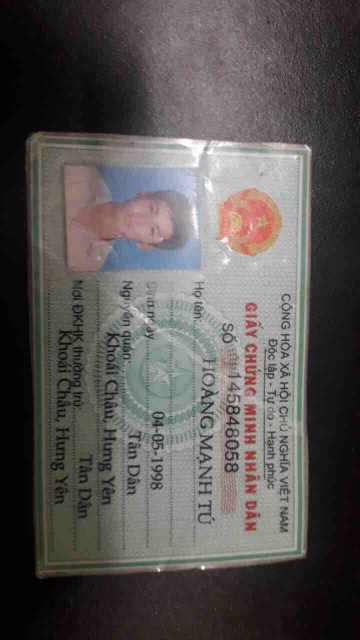 CỘNG HÒA XÃ HỘI CHỦ NGHĨA VIỆT NAM
Độc lập - Tự do - Hạnh phúc
GIẤY CHỨNG MINH NHÂN DÂN
SỐ 145848058
Họ tên: HOÀNG MẠNH TÚ
Sinh ngày 04-05-1998
Nguyên quán: Tân Dân
Khoái Châu, Hưng Yên
Nơi ĐKHK thường trú: Tân Dân
Khoái Châu, Hưng Yên